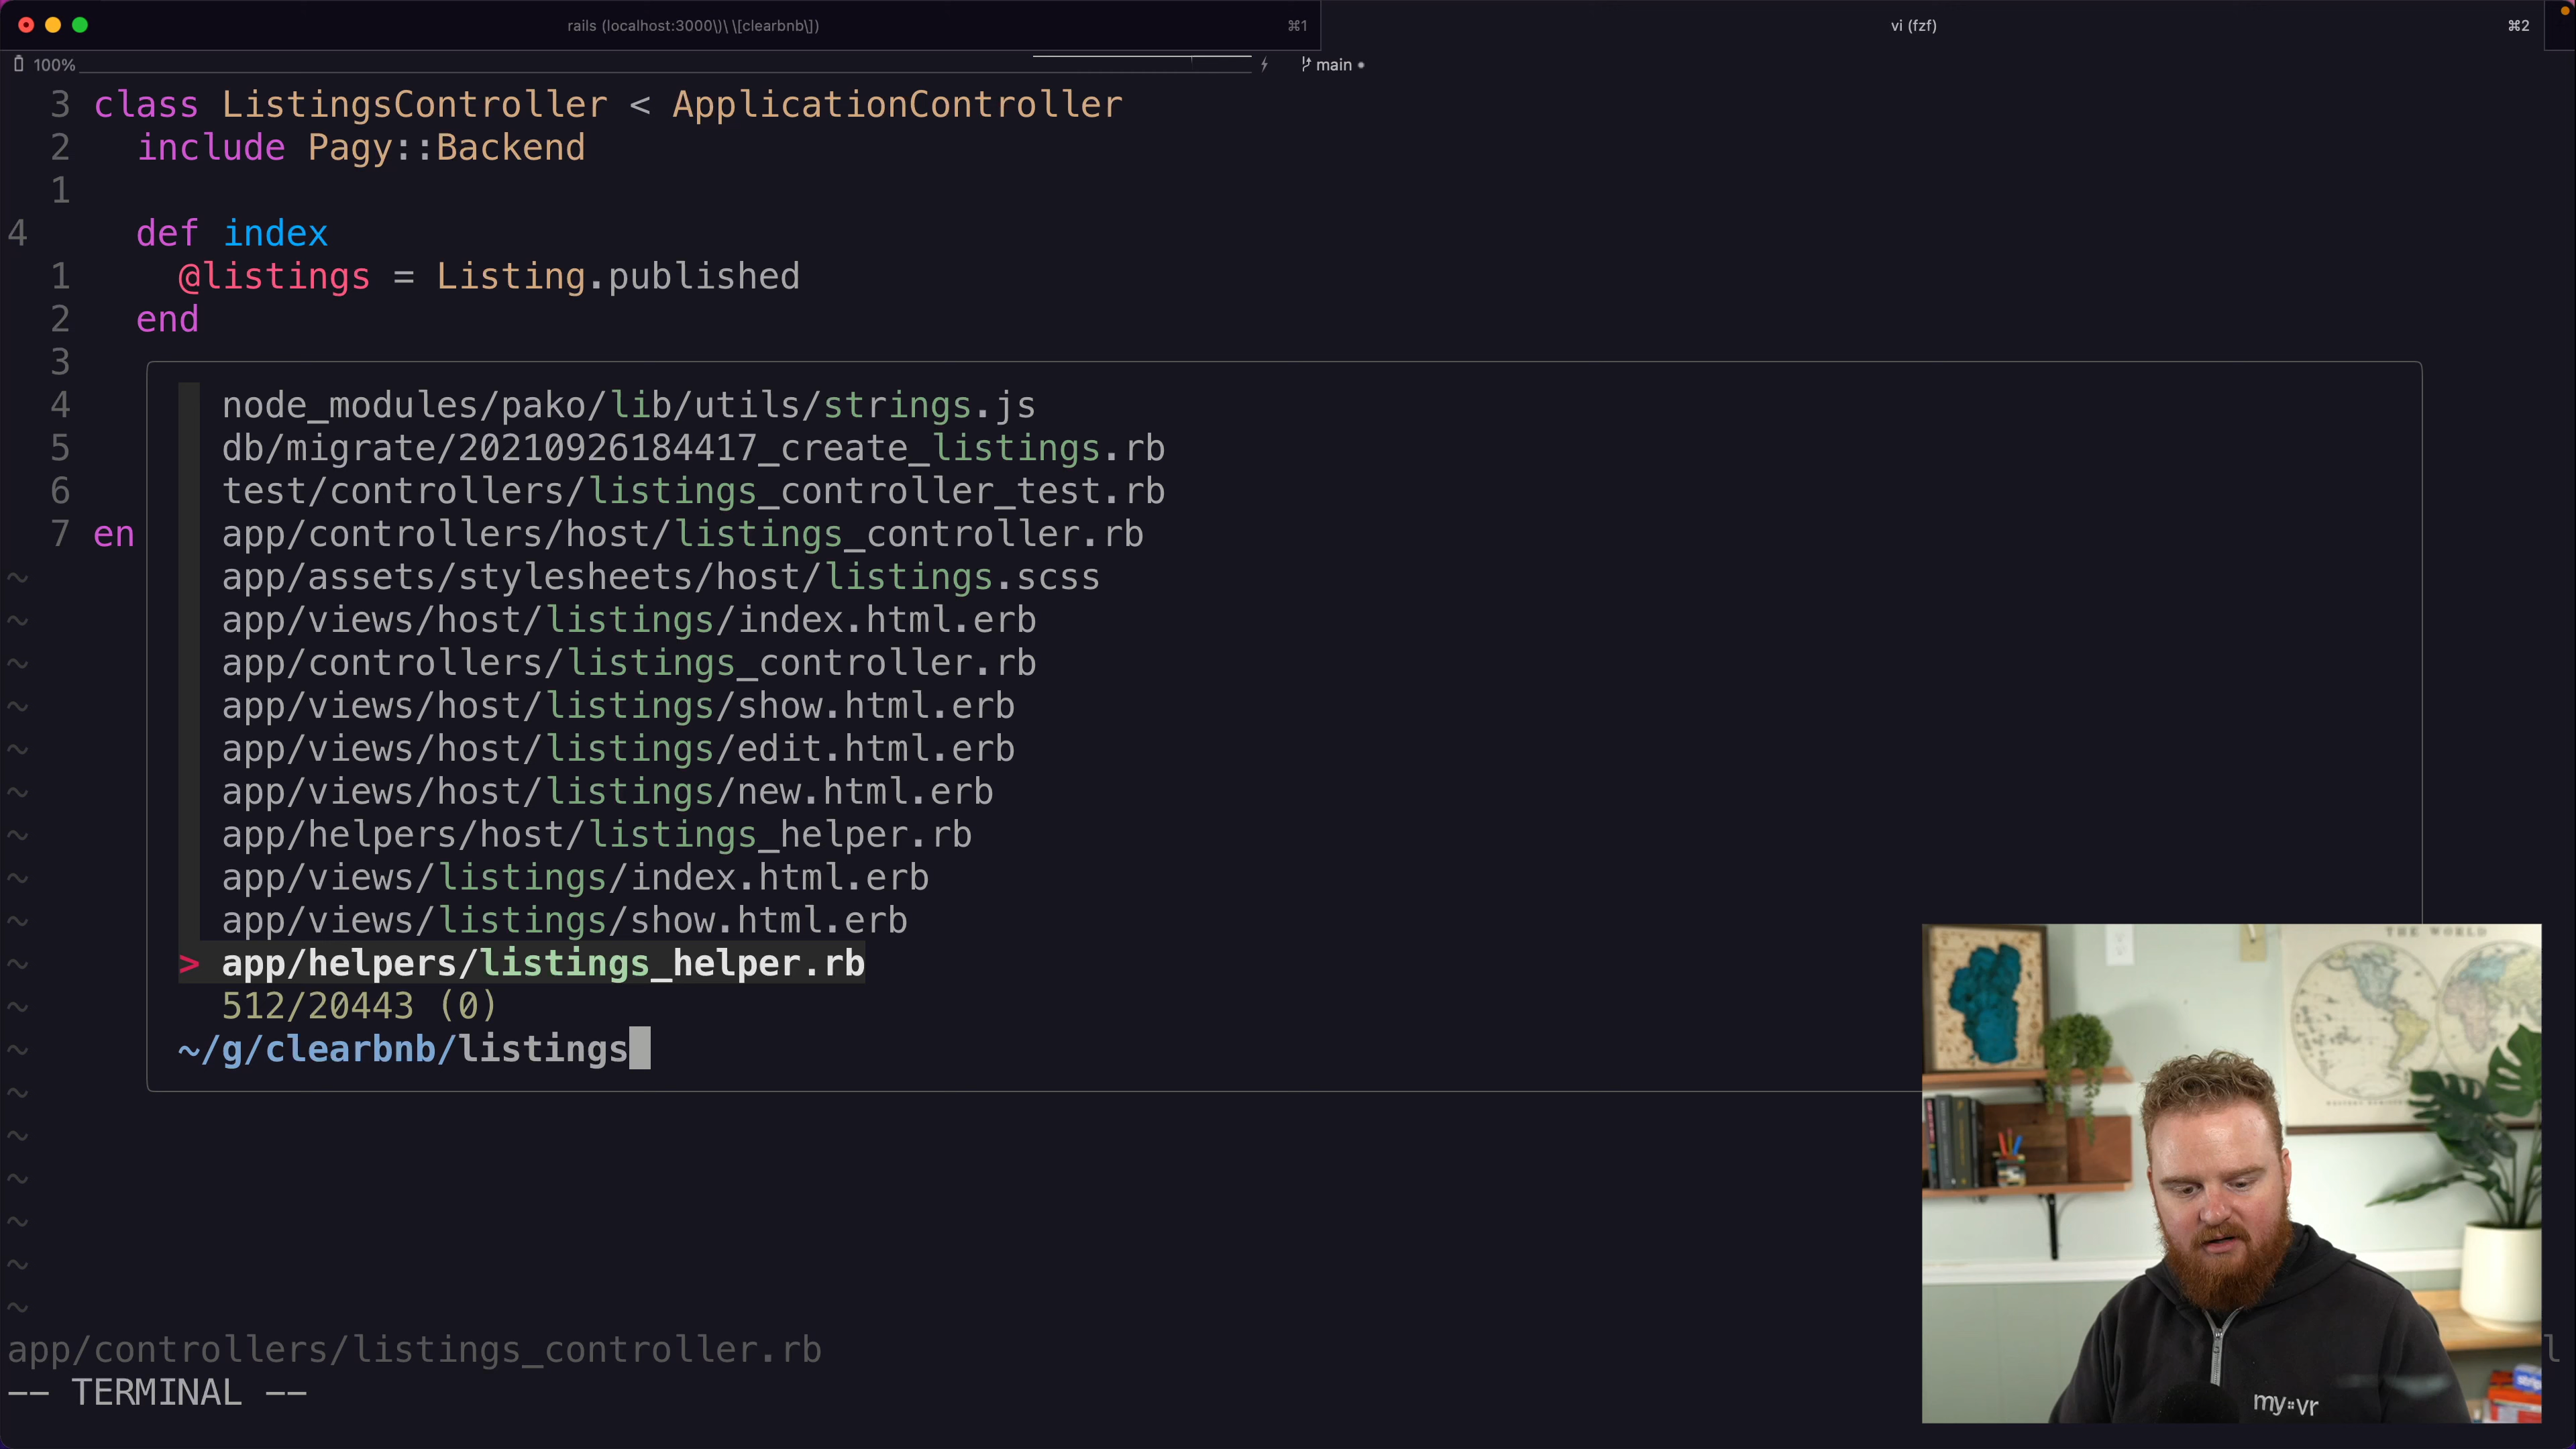 rails (localhost:3000\)\ \[clearbnb\]) ⌘1 vi (fzf) ⌘2
100% main
3 class ListingsController < ApplicationController
2 include Pagy::Backend
1
4 def index
1 @listings = Listing.published
2 end
3
4 node_modules/pako/lib/utils/strings.js
5 db/migrate/20210926184417_create_listings.rb
6 test/controllers/listings_controller_test.rb
7 en app/controllers/host/listings_controller.rb
~ app/assets/stylesheets/host/listings.scss
~ app/views/host/listings/index.html.erb
~ app/controllers/listings_controller.rb
~ app/views/host/listings/show.html.erb
~ app/views/host/listings/edit.html.erb
~ app/views/host/listings/new.html.erb
~ app/helpers/host/listings_helper.rb
~ app/views/listings/index.html.erb
~ app/views/listings/show.html.erb
~ > app/helpers/listings_helper.rb
~ 512/20443 (0)
~ ~/g/clearbnb/listings
~
~
~
~
~
~
app/controllers/listings_controller.rb
-- TERMINAL --
THE WORLD
my::vr